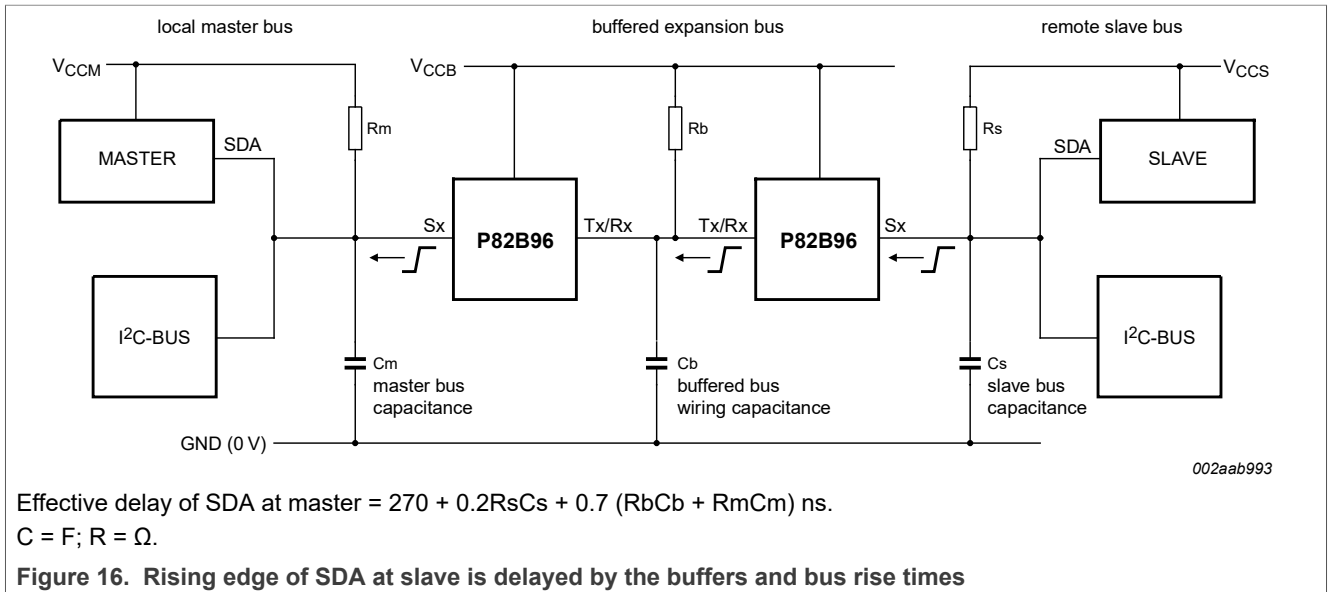 local master bus
buffered expansion bus
remote slave bus
VCCM
VCCB
VCCS
Rm
Rb
Rs
MASTER
SDA
SDA
SLAVE
Sx
P82B96
Tx/Rx
Tx/Rx
P82B96
Sx
I2C-BUS
I2C-BUS
Cm
master bus
capacitance
Cb
buffered bus
wiring capacitance
Cs
slave bus
capacitance
GND (0 V)
002aab993
Effective delay of SDA at master = 270 + 0.2RsCs + 0.7 (RbCb + RmCm) ns.
C = F; R = Ω.
Figure 16. Rising edge of SDA at slave is delayed by the buffers and bus rise times